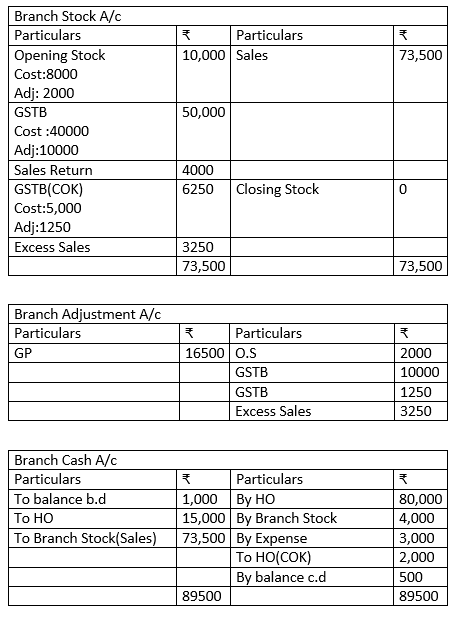 Branch Stock A/c
Particulars ₹ Particulars ₹
Opening Stock 10,000 Sales 73,500
Cost:8000
Adj: 2000
GSTB 50,000
Cost :40000
Adj:10000
Sales Return 4000
GSTB(COK) 6250 Closing Stock 0
Cost:5,000
Adj:1250
Excess Sales 3250
73,500 73,500
Branch Adjustment A/c
Particulars ₹ Particulars ₹
GP 16500 O.S 2000
GSTB 10000
GSTB 1250
Excess Sales 3250
Branch Cash A/c
Particulars ₹ Particulars ₹
To balance b.d 1,000 By HO 80,000
To HO 15,000 By Branch Stock 4,000
To Branch Stock(Sales) 73,500 By Expense 3,000
To HO(COK) 2,000
By balance c.d 500
89500 89500